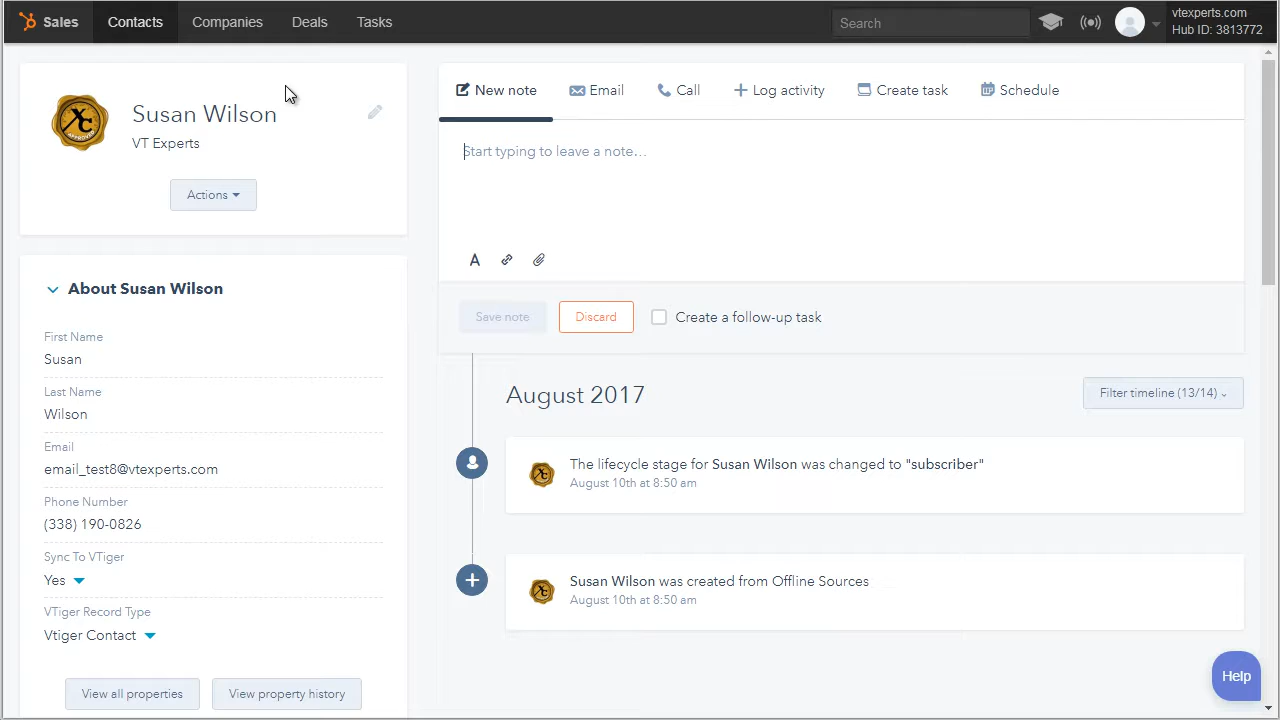 Sales Contacts Companies Deals Tasks Search vtexperts.com
Hub ID: 3813772
Susan Wilson
VT Experts
Actions
About Susan Wilson
First Name
Susan
Last Name
Wilson
Email
email_test8@vtexperts.com
Phone Number
(338) 190-0826
Sync To VTiger
Yes
VTiger Record Type
Vtiger Contact
View all properties View property history
New note Email Call Log activity Create task Schedule
Start typing to leave a note...
A
Save note Discard Create a follow-up task
August 2017 Filter timeline (13/14)
The lifecycle stage for Susan Wilson was changed to "subscriber"
August 10th at 8:50 am
Susan Wilson was created from Offline Sources
August 10th at 8:50 am
Help